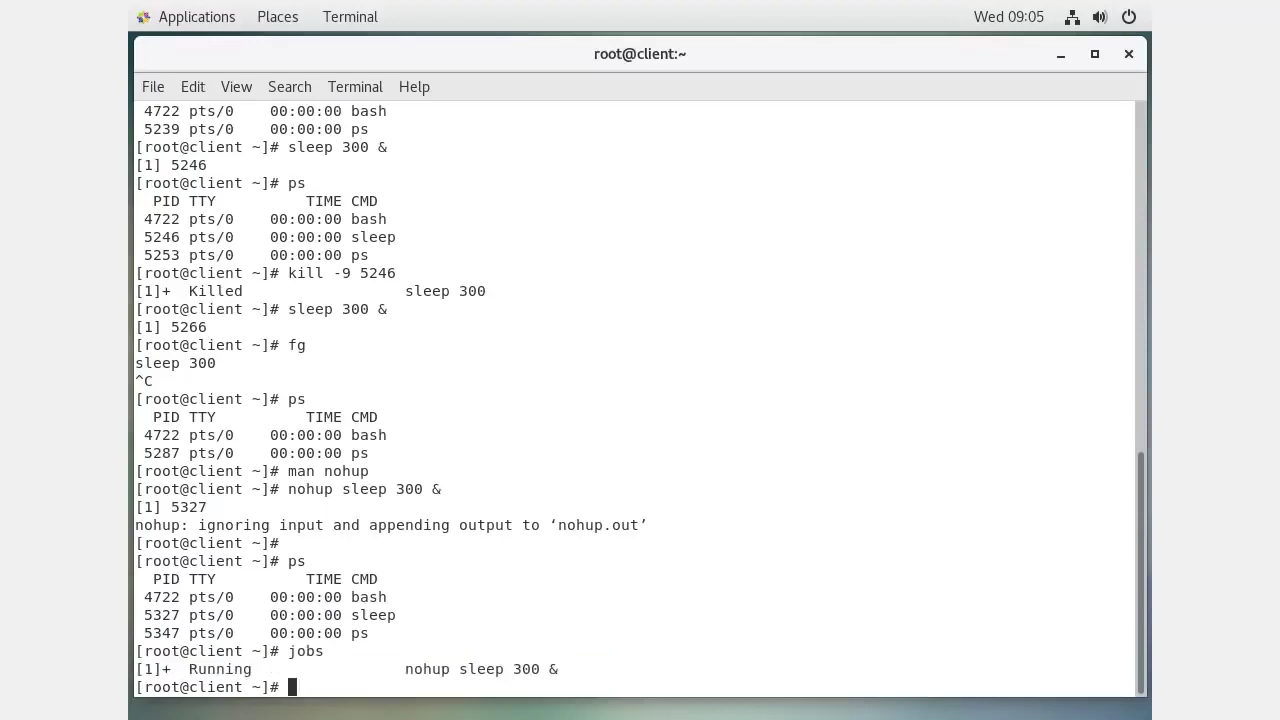 Applications Places Terminal Wed 09:05
root@client:~
File Edit View Search Terminal Help
 4722 pts/0    00:00:00 bash
 5239 pts/0    00:00:00 ps
[root@client ~]# sleep 300 &
[1] 5246
[root@client ~]# ps
  PID TTY          TIME CMD
 4722 pts/0    00:00:00 bash
 5246 pts/0    00:00:00 sleep
 5253 pts/0    00:00:00 ps
[root@client ~]# kill -9 5246
[1]+  Killed                  sleep 300
[root@client ~]# sleep 300 &
[1] 5266
[root@client ~]# fg
sleep 300
^C
[root@client ~]# ps
  PID TTY          TIME CMD
 4722 pts/0    00:00:00 bash
 5287 pts/0    00:00:00 ps
[root@client ~]# man nohup
[root@client ~]# nohup sleep 300 &
[1] 5327
nohup: ignoring input and appending output to ‘nohup.out’
[root@client ~]#
[root@client ~]# ps
  PID TTY          TIME CMD
 4722 pts/0    00:00:00 bash
 5327 pts/0    00:00:00 sleep
 5347 pts/0    00:00:00 ps
[root@client ~]# jobs
[1]+  Running                 nohup sleep 300 &
[root@client ~]#